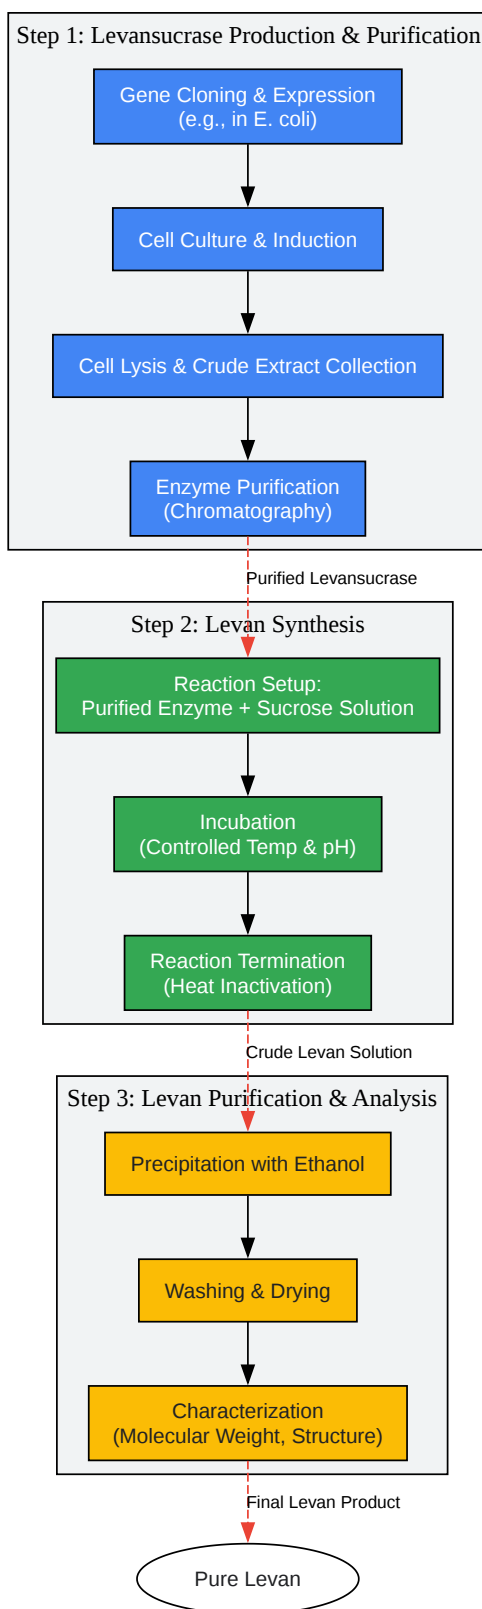 Step 1: Levansucrase Production & Purification
Gene Cloning & Expression
(e.g., in E. coli)
Cell Culture & Induction
Cell Lysis & Crude Extract Collection
Enzyme Purification
(Chromatography)
Purified Levansucrase
Step 2: Levan Synthesis
Reaction Setup:
Purified Enzyme + Sucrose Solution
Incubation
(Controlled Temp & pH)
Reaction Termination
(Heat Inactivation)
Crude Levan Solution
Step 3: Levan Purification & Analysis
Precipitation with Ethanol
Washing & Drying
Characterization
(Molecular Weight, Structure)
Final Levan Product
Pure Levan